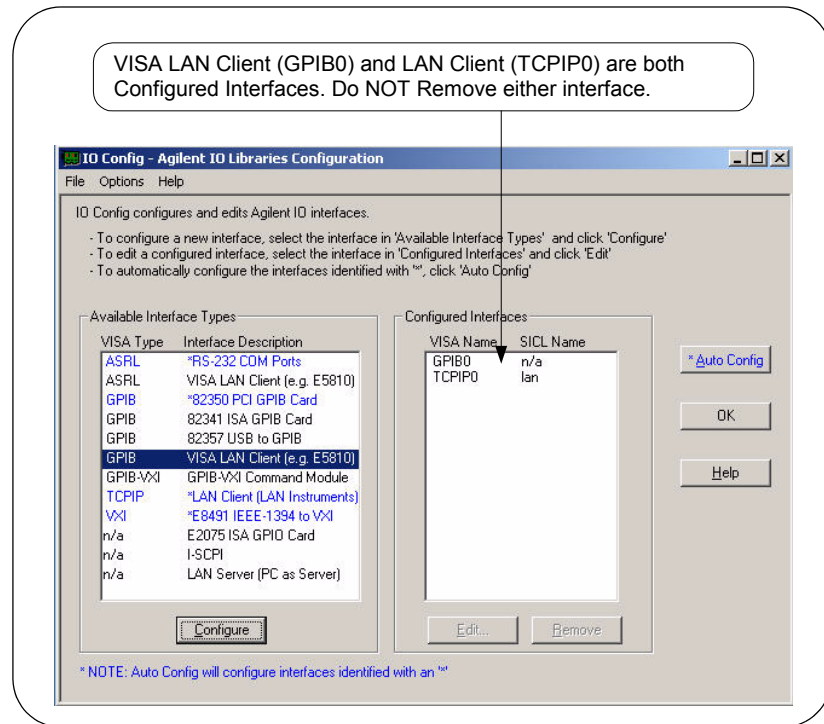 VISA LAN Client (GPIB0) and LAN Client (TCPIP0) are both
Configured Interfaces. Do NOT Remove either interface.
IO Config - Agilent IO Libraries Configuration
File Options Help
IO Config configures and edits Agilent IO interfaces.
- To configure a new interface, select the interface in 'Available Interface Types' and click 'Configure'
- To edit a configured interface, select the interface in 'Configured Interfaces' and click 'Edit'
- To automatically configure the interfaces identified with '*', click 'Auto Config'
Available Interface Types
VISA Type Interface Description
ASRL *RS-232 COM Ports
ASRL VISA LAN Client (e.g. E5810)
GPIB *82350 PCI GPIB Card
GPIB 82341 ISA GPIB Card
GPIB 82357 USB to GPIB
GPIB VISA LAN Client (e.g. E5810)
GPIB-VXI GPIB-VXI Command Module
TCPIP *LAN Client (LAN Instruments)
VXI *E8491 IEEE-1394 to VXI
n/a E2075 ISA GPIO Card
n/a I-SCPI
n/a LAN Server (PC as Server)
Configure
Configured Interfaces
VISA Name SICL Name
GPIB0 n/a
TCPIP0 lan
Edit... Remove
* Auto Config
OK
Help
* NOTE: Auto Config will configure interfaces identified with an '*'